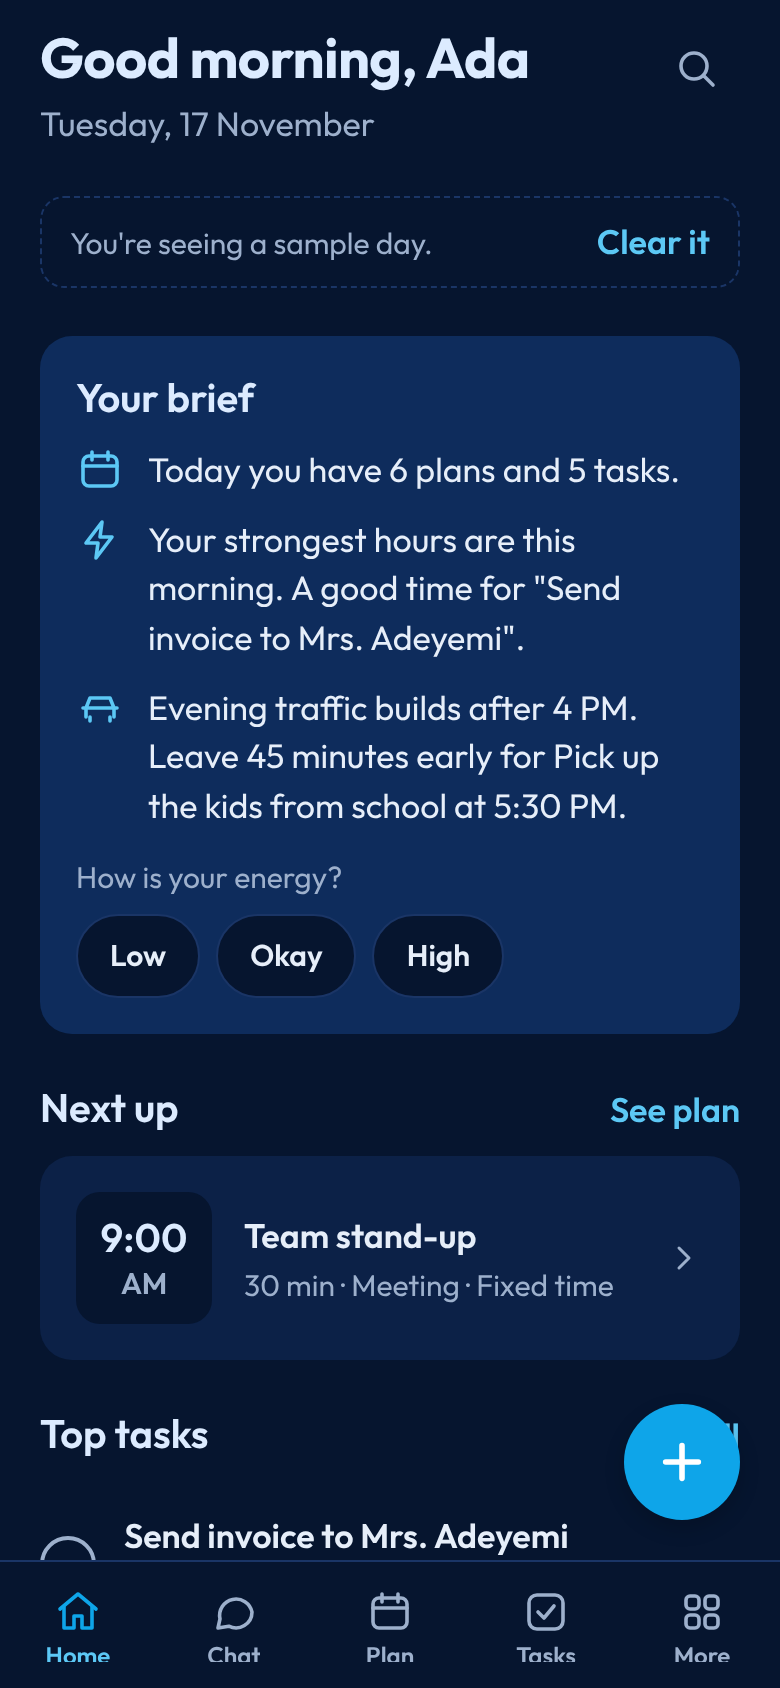 Good morning, Ada
Tuesday, 17 November
You're seeing a sample day.
Clear it
Your brief
Today you have 6 plans and 5 tasks.
Your strongest hours are this
morning. A good time for "Send
invoice to Mrs. Adeyemi".
Evening traffic builds after 4 PM.
Leave 45 minutes early for Pick up
the kids from school at 5:30 PM.
How is your energy?
Low
Okay
High
Next up
See plan
9:00
AM
Team stand-up
30 min · Meeting · Fixed time
Top tasks
Send invoice to Mrs. Adeyemi
Home
Chat
Plan
Tasks
More